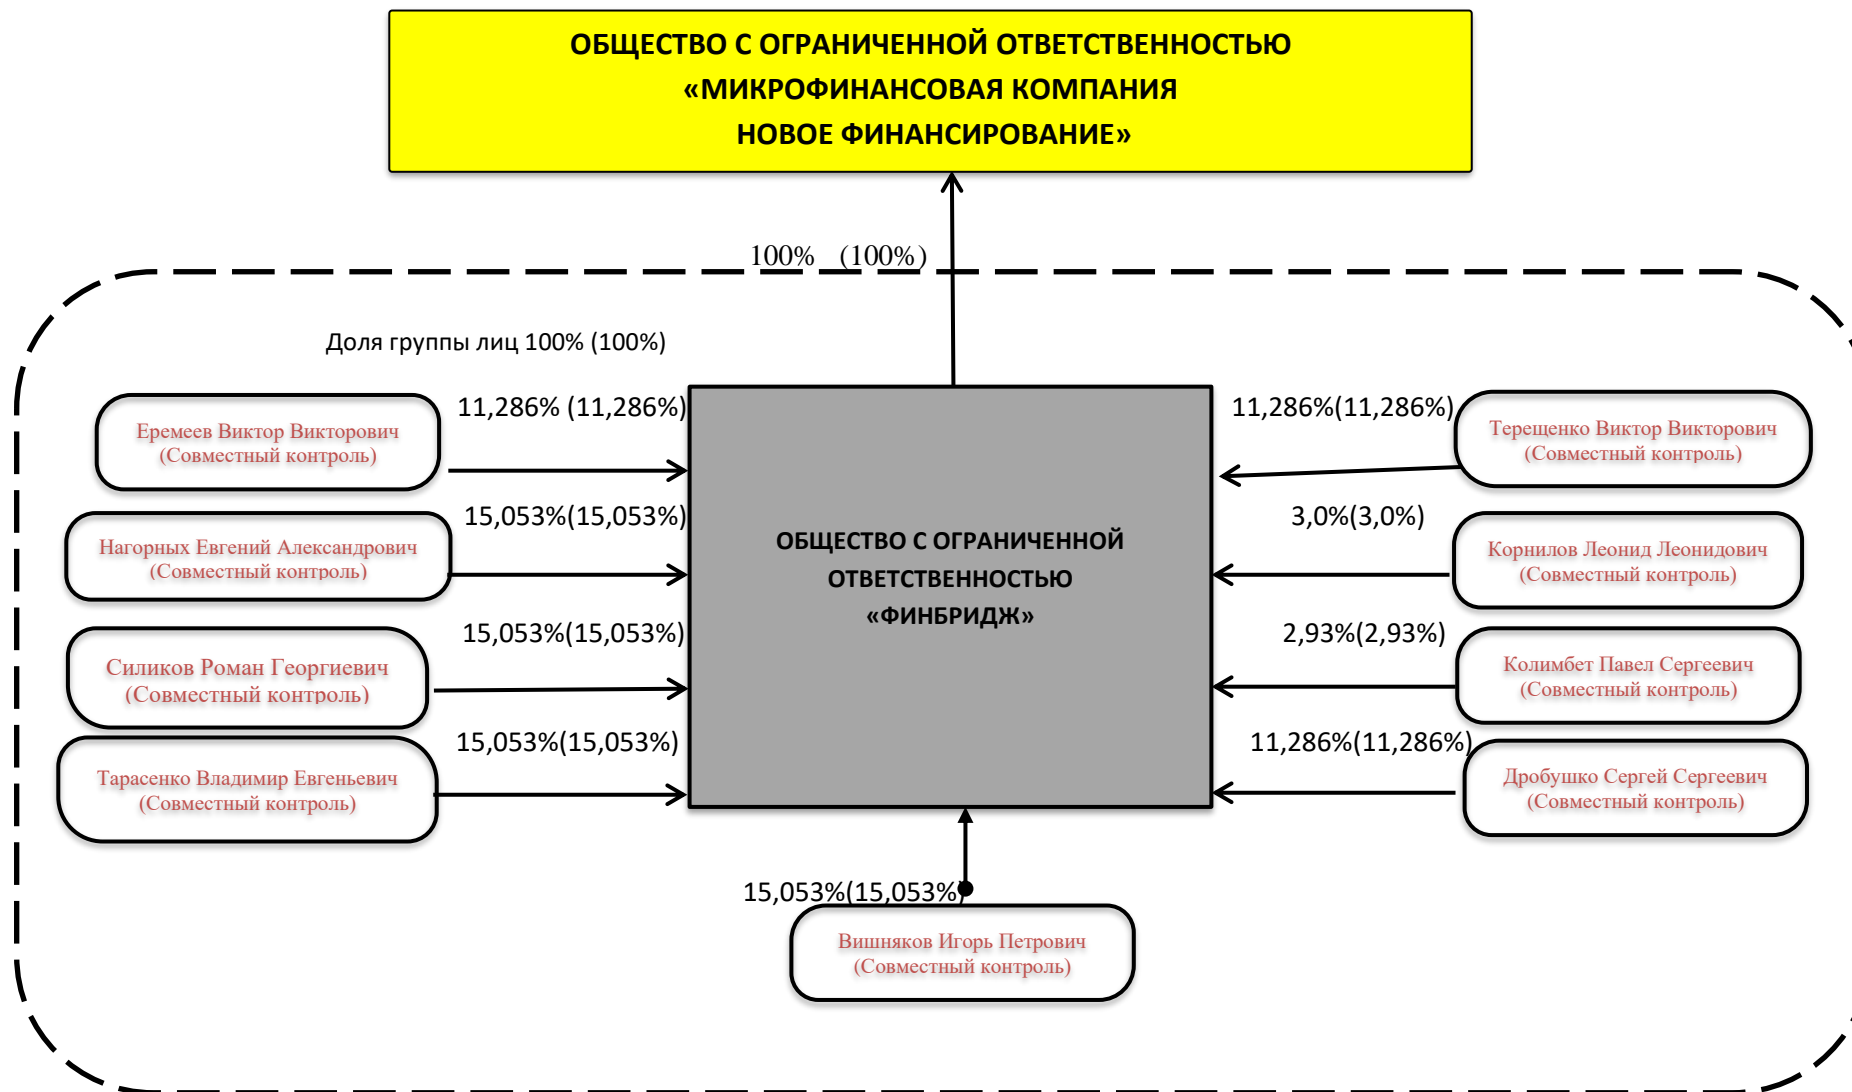 ОБЩЕСТВО С ОГРАНИЧЕННОЙ ОТВЕТСТВЕННОСТЬЮ
«МИКРОФИНАНСОВАЯ КОМПАНИЯ
НОВОЕ ФИНАНСИРОВАНИЕ»
100% (100%)
Доля группы лиц 100% (100%)
11,286% (11,286%)
Еремеев Виктор Викторович
(Совместный контроль)
15,053%(15,053%)
Нагорных Евгений Александрович
(Совместный контроль)
15,053%(15,053%)
Силиков Роман Георгиевич
(Совместный контроль)
15,053%(15,053%)
Тарасенко Владимир Евгеньевич
(Совместный контроль)
ОБЩЕСТВО С ОГРАНИЧЕННОЙ
ОТВЕТСТВЕННОСТЬЮ
«ФИНБРИДЖ»
11,286%(11,286%)
Терещенко Виктор Викторович
(Совместный контроль)
3,0%(3,0%)
Корнилов Леонид Леонидович
(Совместный контроль)
2,93%(2,93%)
Колимбет Павел Сергеевич
(Совместный контроль)
11,286%(11,286%)
Дробушко Сергей Сергеевич
(Совместный контроль)
15,053%(15,053%)
Вишняков Игорь Петрович
(Совместный контроль)